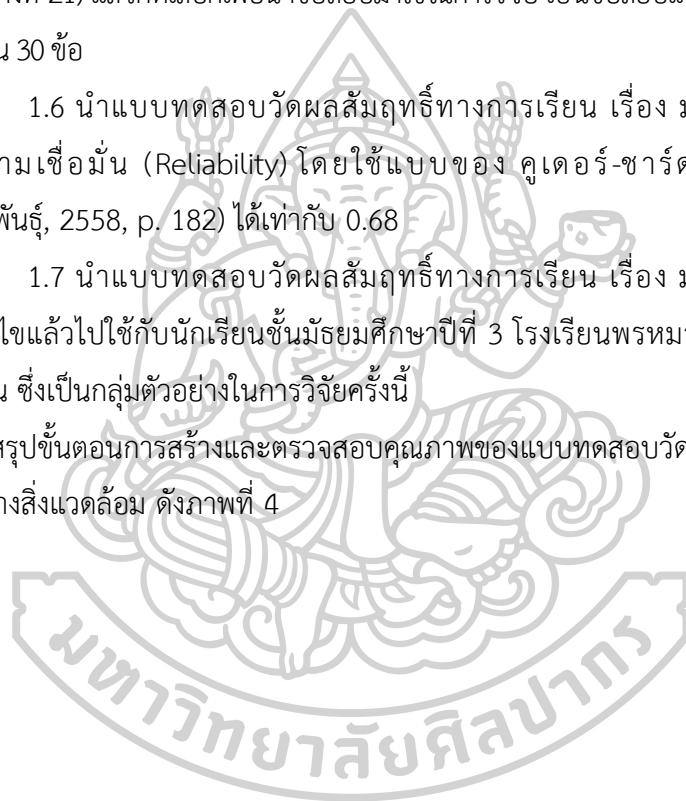 น 30 ข้อ
1.6 นำแบบทดสอบวัดผลสัมฤทธิ์ทางการเรียน เรื่อง ม
ามเชื่อมั่น (Reliability) โดยใช้แบบของ คูเดอร์-ชาร์ด
พันธุ์, 2558, p. 182) ได้เท่ากับ 0.68
1.7 นำแบบทดสอบวัดผลสัมฤทธิ์ทางการเรียน เรื่อง ม
ไขแล้วไปใช้กับนักเรียนชั้นมัธยมศึกษาปีที่ 3 โรงเรียนพรหมา
น ซึ่งเป็นกลุ่มตัวอย่างในการวิจัยครั้งนี้
สรุปขั้นตอนการสร้างและตรวจสอบคุณภาพของแบบทดสอบวัด
างสิ่งแวดล้อม ดังภาพที่ 4
มหาวิทยาลัยศิลปากร